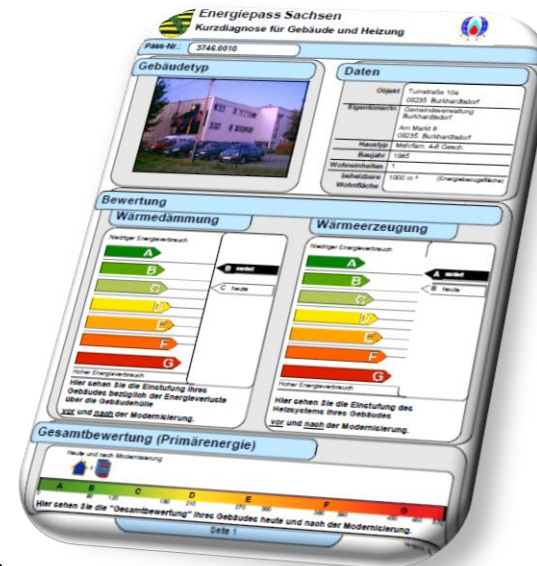 Energiepass Sachsen
Kurzdiagnose für Gebäude und Heizung
Pass-Nr.: 3746.0010
Gebäudetyp
Daten
Objekt Turnstraße 10a
09235 Burkhardtsdorf
Eigentümer/in Gemeindeverwaltung
Burkhardtsdorf
Am Markt 8
09235 Burkhardtsdorf
Haustyp Mehrfam. 4-6 Gesch.
Baujahr 1985
Wohneinheiten 1
beheizbare 1000 m² (Energiebezugsfläche)
Wohnfläche
Bewertung
Wärmedämmung
Niedriger Energieverbrauch
A
B
B saniert
C
C heute
D
E
F
G
Hoher Energieverbrauch
Hier sehen Sie die Einstufung Ihres
Gebäudes bezüglich der Energieverluste
über die Gebäudehülle
vor und nach der Modernisierung.
Wärmeerzeugung
Niedriger Energieverbrauch
A
A saniert
B
B heute
C
D
E
F
G
Hoher Energieverbrauch
Hier sehen Sie die Einstufung des
Heizsystems Ihres Gebäudes
vor und nach der Modernisierung.
Gesamtbewertung (Primärenergie)
Heute und nach Modernisierung
A B C D E F G
Hier sehen Sie die "Gesamtbewertung" Ihres Gebäudes heute und nach der Modernisierung.
Seite 1